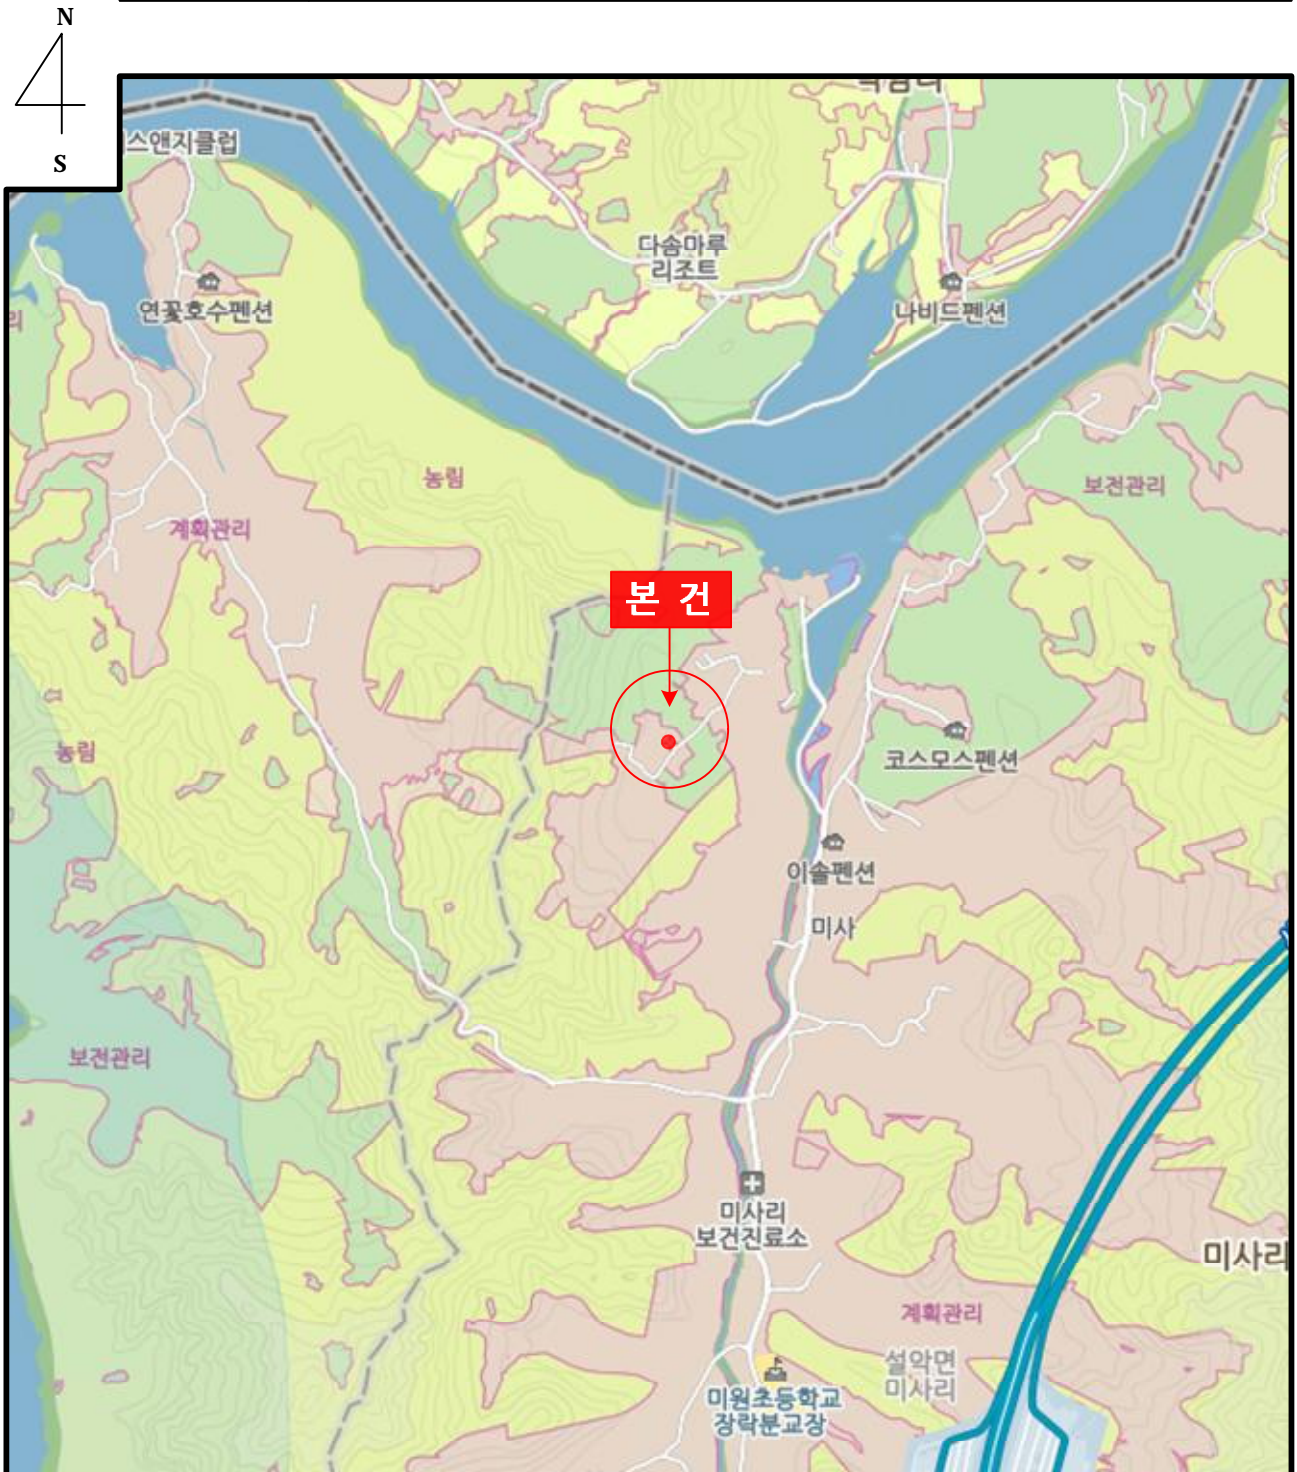 N
S
스앤지클럽
다솜마루
리조트
연꽃호수펜션
나비드펜션
리
농림
보전관리
계획관리
본 건
농림
코스모스펜션
이솔펜션
미사
보전관리
미사리
보건진료소
미사리
계획관리
설악면
미사리
미원초등학교
장락분교장